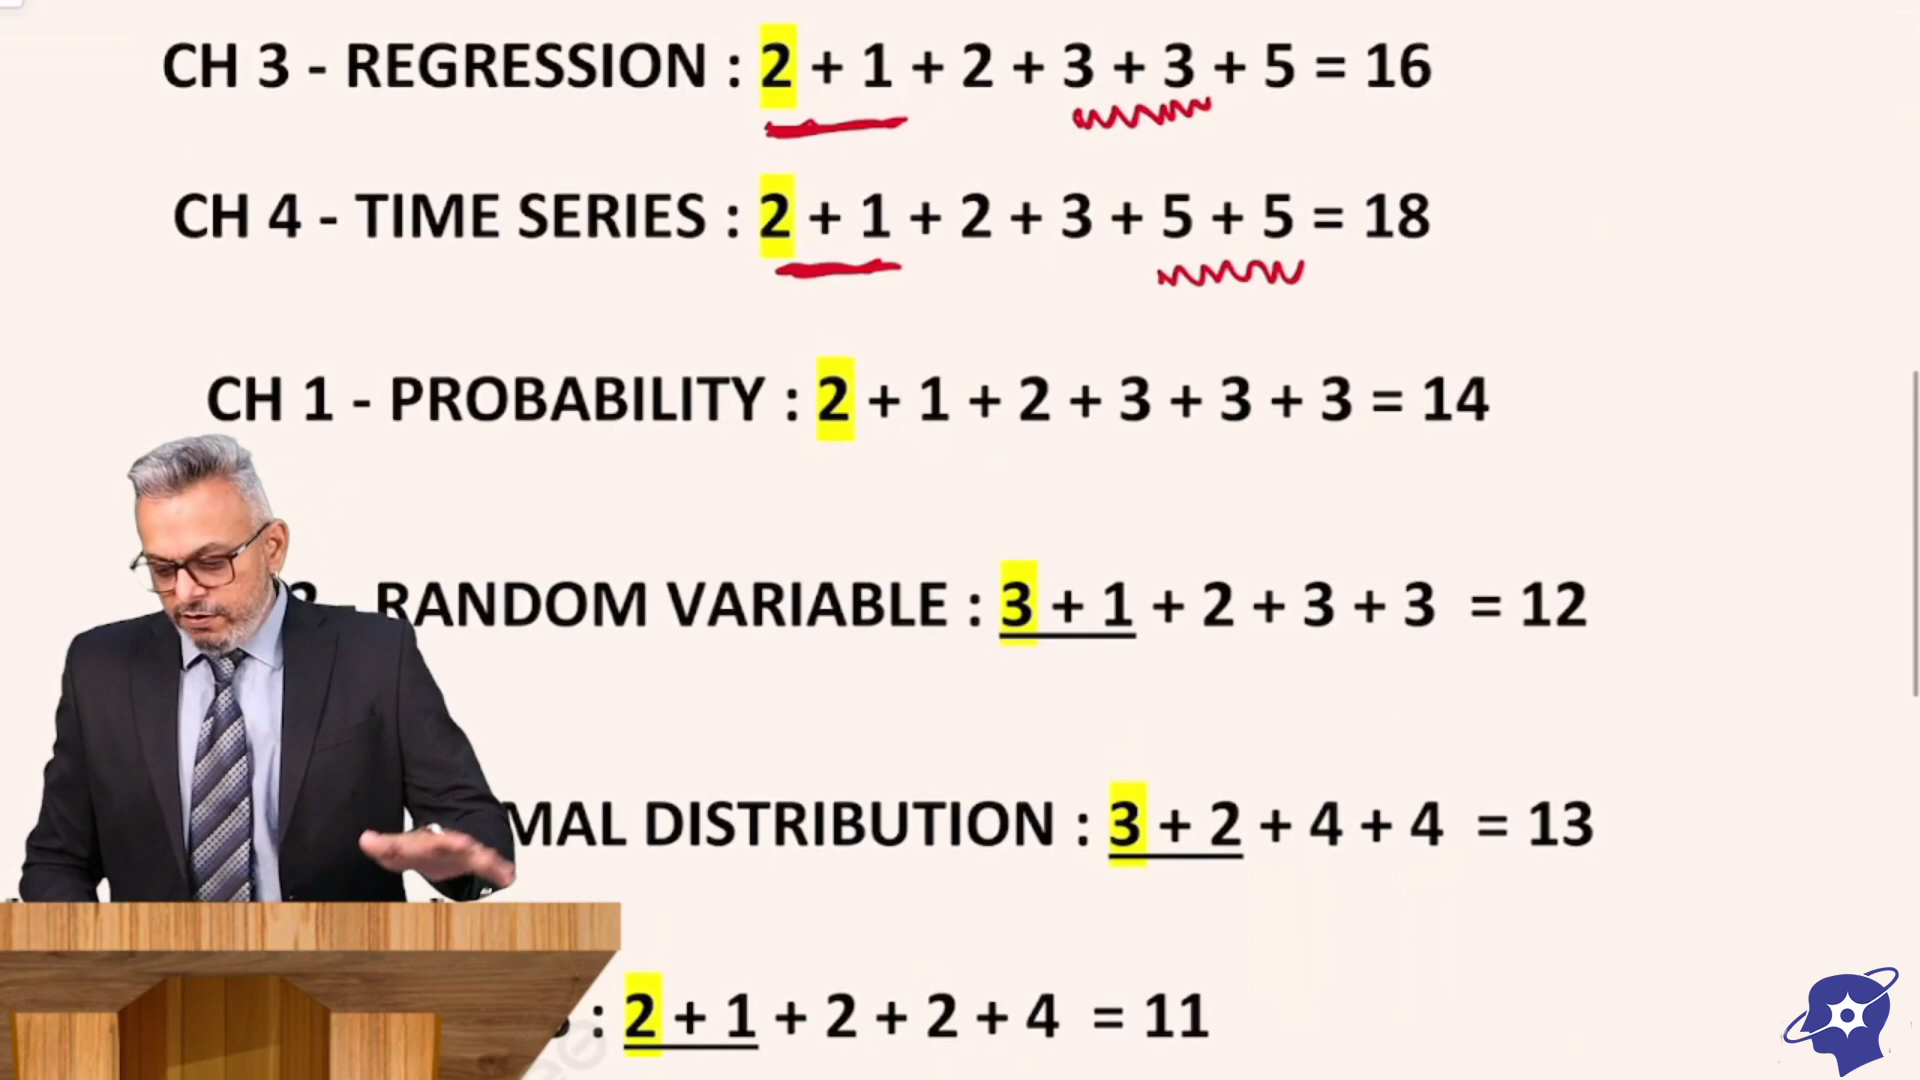 CH 3 - REGRESSION : 2 + 1 + 2 + 3 + 3 + 5 = 16
CH 4 - TIME SERIES : 2 + 1 + 2 + 3 + 5 + 5 = 18
CH 1 - PROBABILITY : 2 + 1 + 2 + 3 + 3 + 3 = 14
- RANDOM VARIABLE : 3 + 1 + 2 + 3 + 3 = 12
MAL DISTRIBUTION : 3 + 2 + 4 + 4 = 13
: 2 + 1 + 2 + 2 + 4 = 11